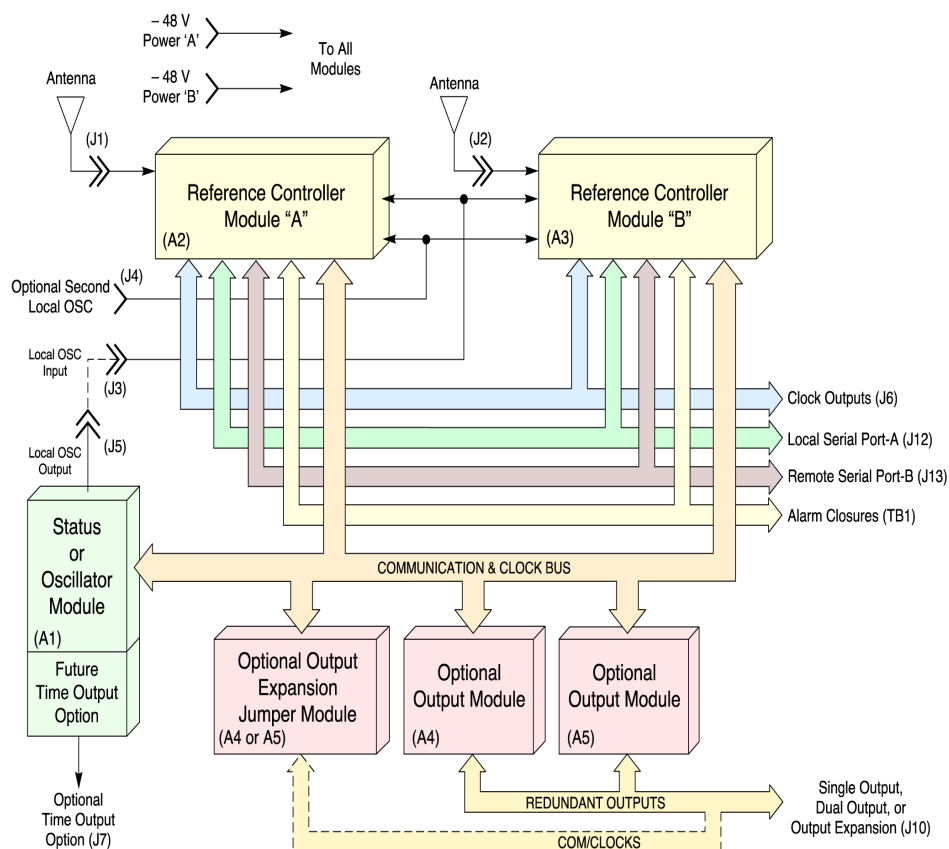 – 48 V
Power ‘A’
To All
Modules
– 48 V
Power ‘B’
Antenna
(J1)
Antenna
(J2)
Reference Controller
Module “A”
(A2)
Reference Controller
Module “B”
(A3)
Optional Second
Local OSC
(J4)
Local OSC
Input
(J3)
Local OSC
Output
(J5)
Clock Outputs (J6)
Local Serial Port-A (J12)
Remote Serial Port-B (J13)
Alarm Closures (TB1)
Status
or
Oscillator
Module
(A1)
Future
Time Output
Option
Optional
Time Output
Option (J7)
COMMUNICATION & CLOCK BUS
Optional Output
Expansion
Jumper Module
(A4 or A5)
Optional
Output Module
(A4)
Optional
Output Module
(A5)
REDUNDANT OUTPUTS
COM/CLOCKS
Single Output,
Dual Output, or
Output Expansion (J10)